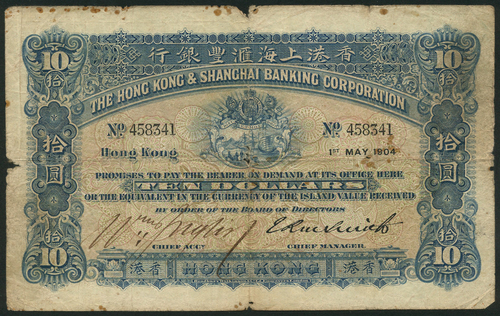 行銀豐滙海上港香
10 10
拾 拾
THE HONG KONG & SHANGHAI BANKING CORPORATION
No 458341 No 458341
Hong Kong 1ST MAY 1904
拾圓 拾圓
PROMISES TO PAY THE BEARER ON DEMAND AT ITS OFFICE HERE
TEN DOLLARS
OR THE EQUIVALENT IN THE CURRENCY OF THE ISLAND VALUE RECEIVED
BY ORDER OF THE BOARD OF DIRECTORS
CHIEF ACCT. CHIEF MANAGER.
拾 拾
10 港香 HONG KONG 香港 10